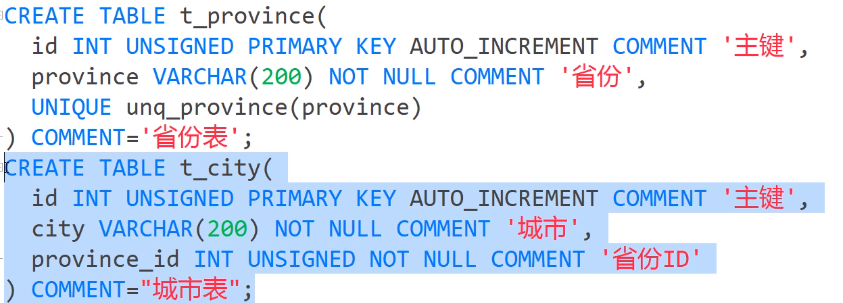 CREATE TABLE t_province(
id INT UNSIGNED PRIMARY KEY AUTO_INCREMENT COMMENT '主键',
province VARCHAR(200) NOT NULL COMMENT '省份',
UNIQUE unq_province(province)
) COMMENT='省份表';
CREATE TABLE t_city(
id INT UNSIGNED PRIMARY KEY AUTO_INCREMENT COMMENT '主键',
city VARCHAR(200) NOT NULL COMMENT '城市',
province_id INT UNSIGNED NOT NULL COMMENT '省份ID'
) COMMENT="城市表";